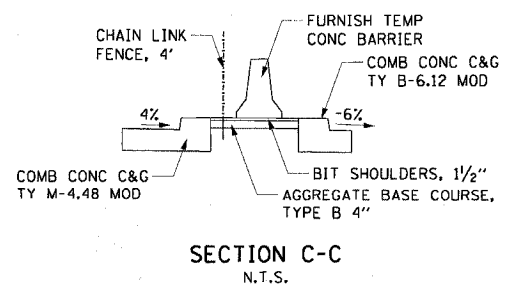 CHAIN LINK
FENCE, 4'
FURNISH TEMP
CONC BARRIER
COMB CONC C&G
TY B-6.12 MOD
4%
-6%
COMB CONC C&G
TY M-4.48 MOD
BIT SHOULDERS, 1½"
AGGREGATE BASE COURSE,
TYPE B 4"
SECTION C-C
N.T.S.